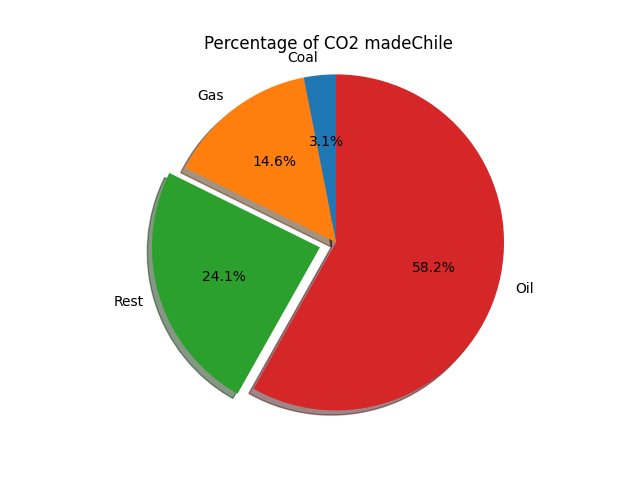 Percentage of CO2 madeChile
Coal
3.1%
Gas
14.6%
Rest
24.1%
58.2%
Oil